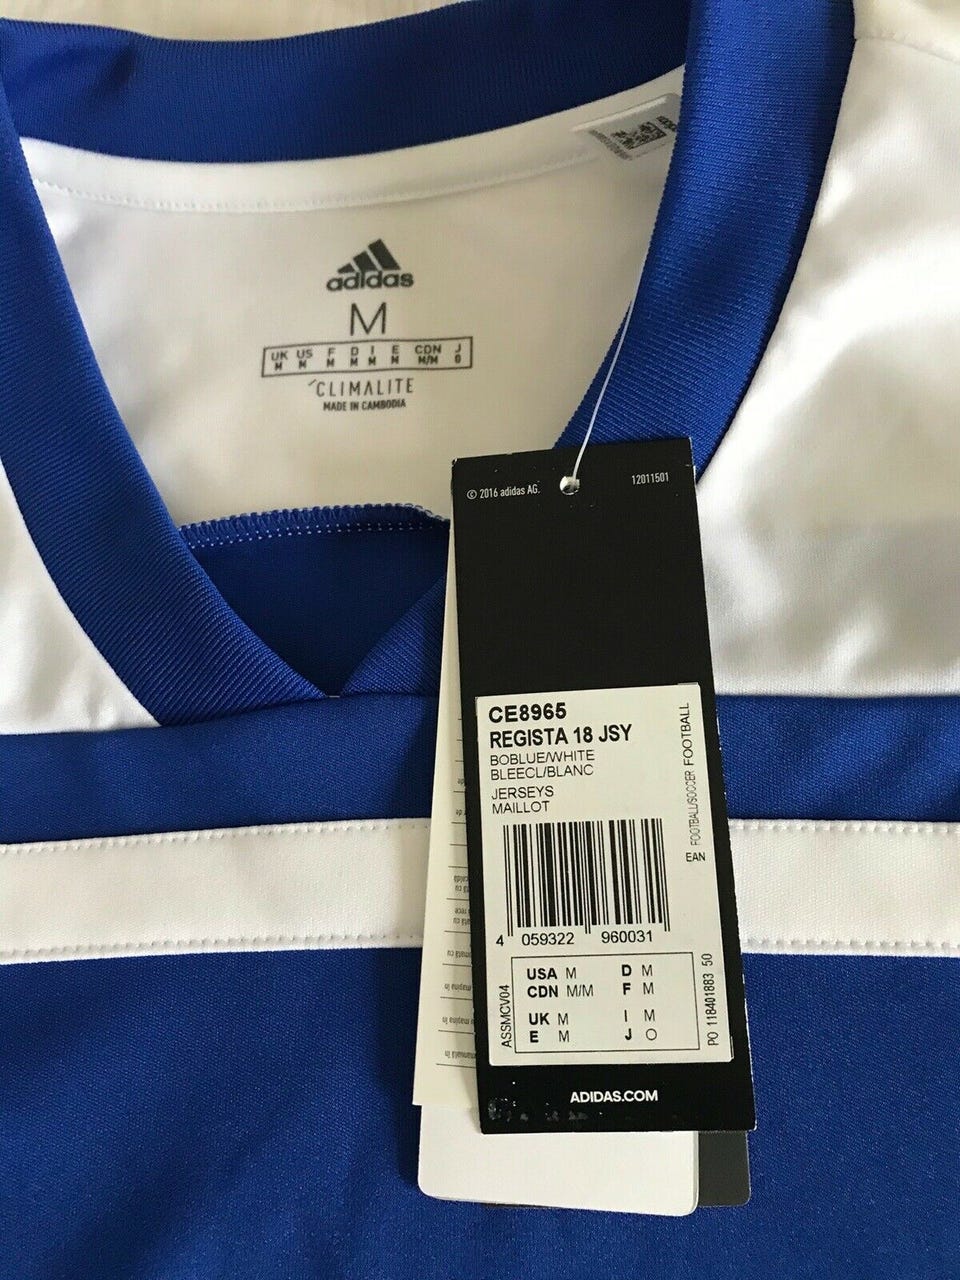 adidas
M
UK US F D I E CDN J
M M M M M M M/M O
CLIMALITE
MADE IN CAMBODIA
© 2016 adidas AG.
12011501
CE8965
REGISTA 18 JSY
BOBLUE/WHITE
BLEECL/BLANC
JERSEYS
MAILLOT
FOOTBALL/SOCCER FOOTBALL
EAN
4 059322 960031
ASSMCV04
USA M D M
CDN M/M F M
UK M I M
E M J O
PO 118401883 50
ADIDAS.COM